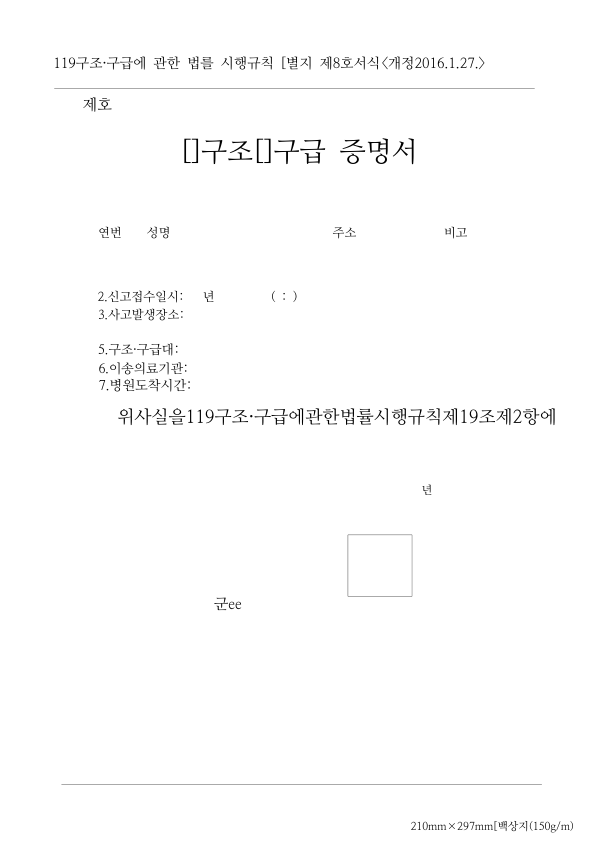 119구조·구급에 관한 법률 시행규칙 [별지 제8호서식<개정2016.1.27.>
제호
[]구조[]구급 증명서
연번 성명 주소 비고
2.신고접수일시: 년 ( : )
3.사고발생장소:
5.구조·구급대:
6.이송의료기관:
7.병원도착시간:
위사실을119구조·구급에관한법률시행규칙제19조제2항에
년
군ee
210mm×297mm[백상지(150g/m)